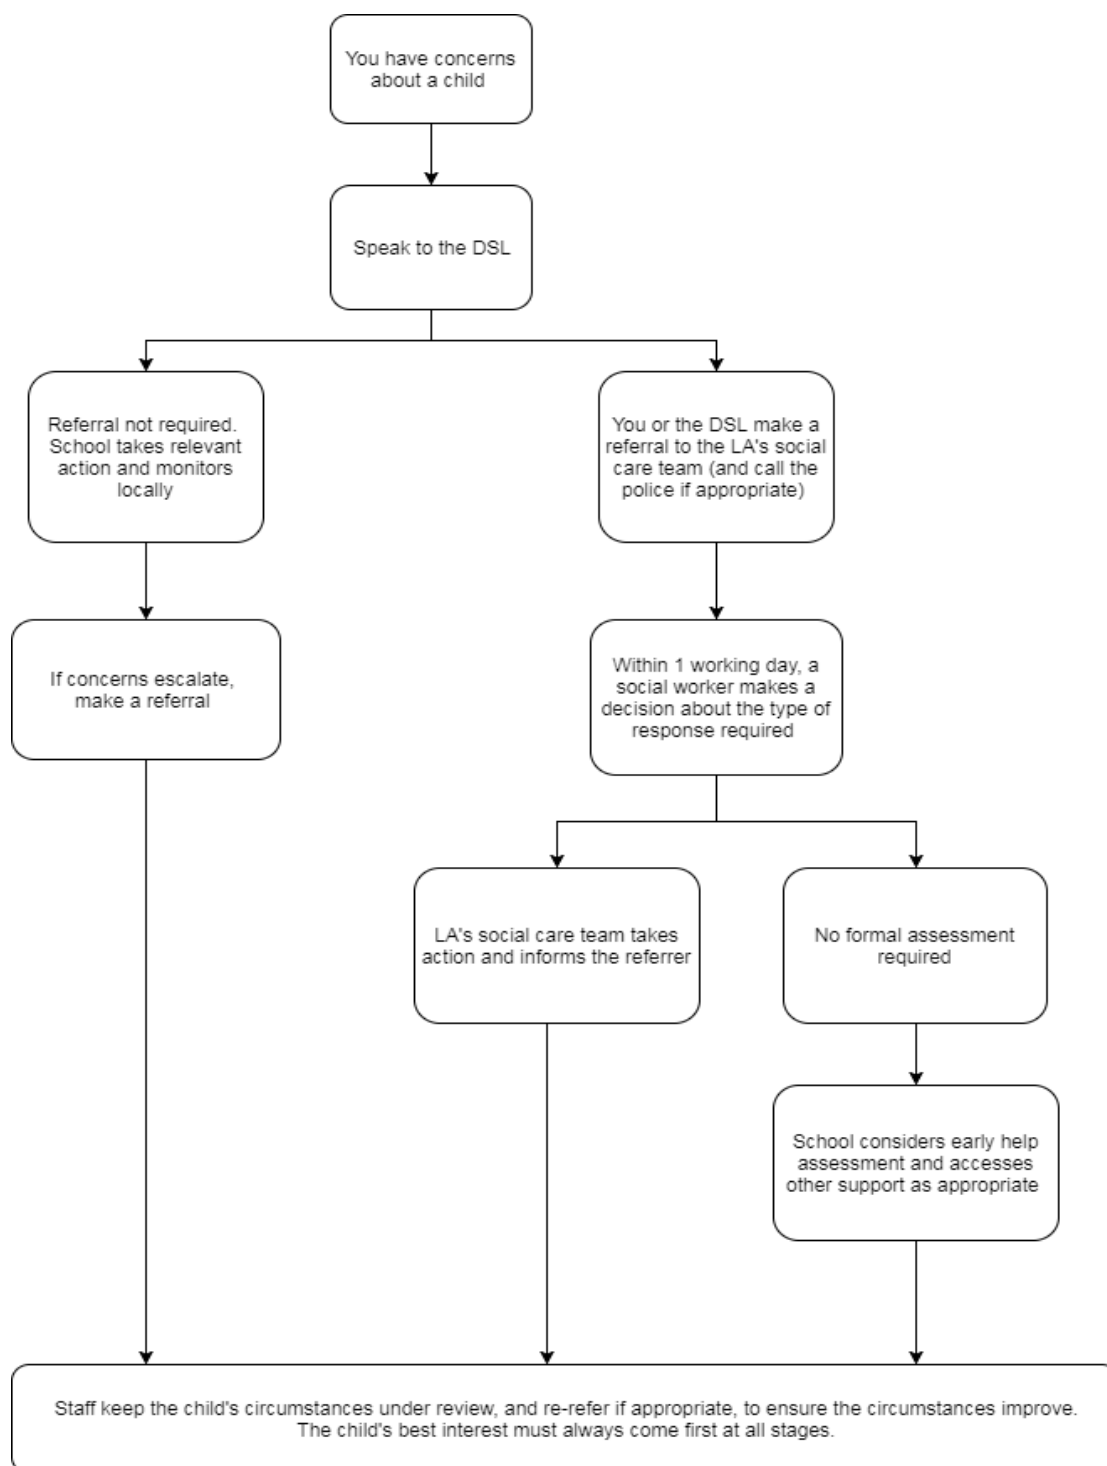 You have concerns
about a child
Speak to the DSL
Referral not required.
School takes relevant
action and monitors
locally
You or the DSL make a
referral to the LA's social
care team (and call the
police if appropriate)
If concerns escalate,
make a referral
Within 1 working day, a
social worker makes a
decision about the type of
response required
LA's social care team takes
action and informs the referrer
No formal assessment
required
School considers early help
assessment and accesses
other support as appropriate
Staff keep the child's circumstances under review, and re-refer if appropriate, to ensure the circumstances improve.
The child's best interest must always come first at all stages.